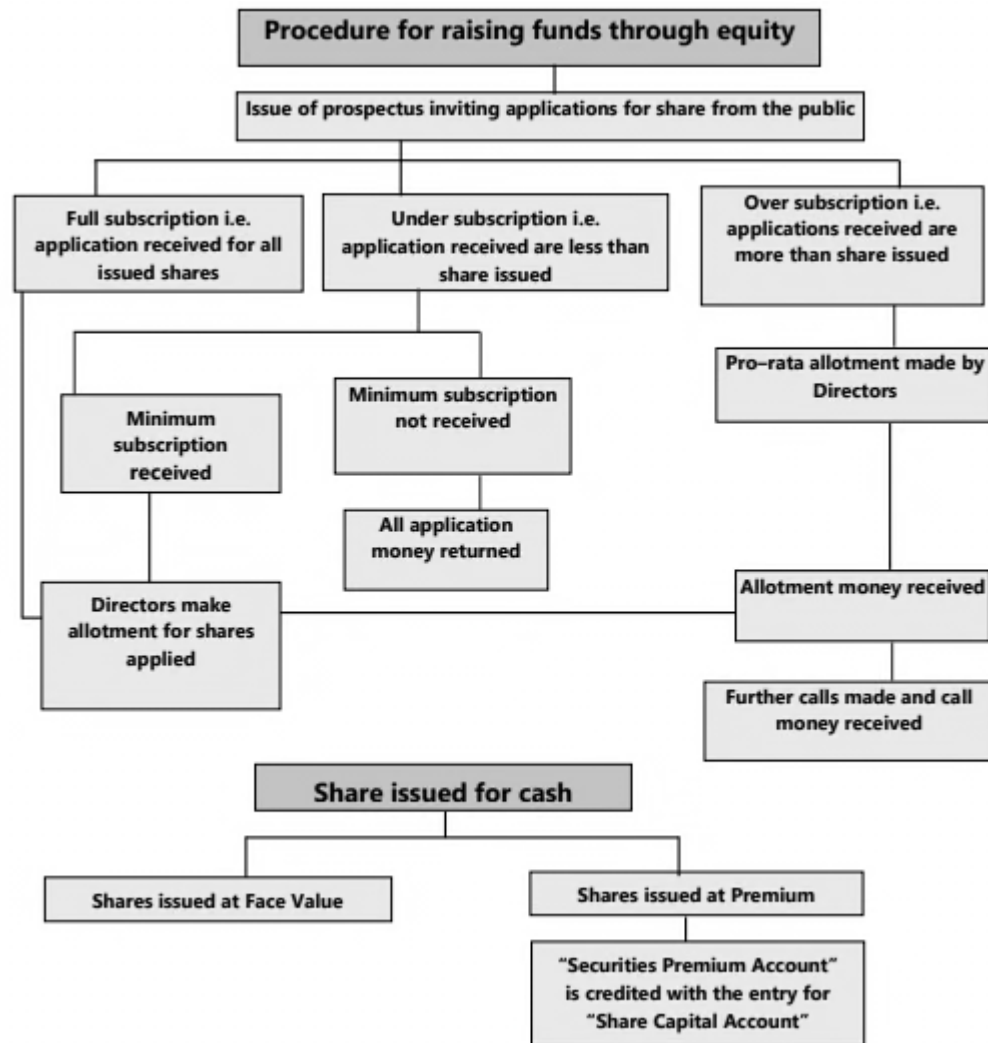 Procedure for raising funds through equity
Issue of prospectus inviting applications for share from the public
Full subscription i.e.
application received for all
issued shares
Under subscription i.e.
application received are less than
share issued
Over subscription i.e.
applications received are
more than share issued
Minimum
subscription
received
Minimum subscription
not received
Pro–rata allotment made by
Directors
All application
money returned
Directors make
allotment for shares
applied
Allotment money received
Further calls made and call
money received
Share issued for cash
Shares issued at Face Value
Shares issued at Premium
“Securities Premium Account”
is credited with the entry for
“Share Capital Account”